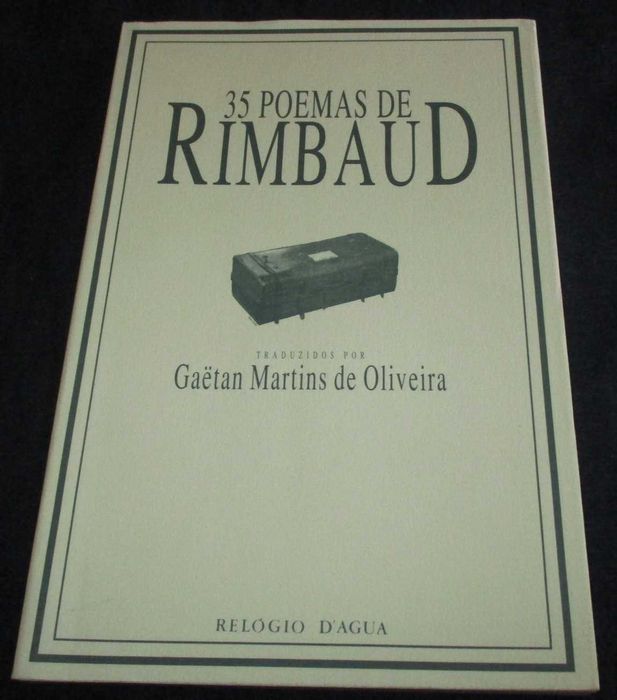 35 POEMAS DE
RIMBAUD
TRADUZIDOS POR
Gaëtan Martins de Oliveira
RELÓGIO D'AGUA